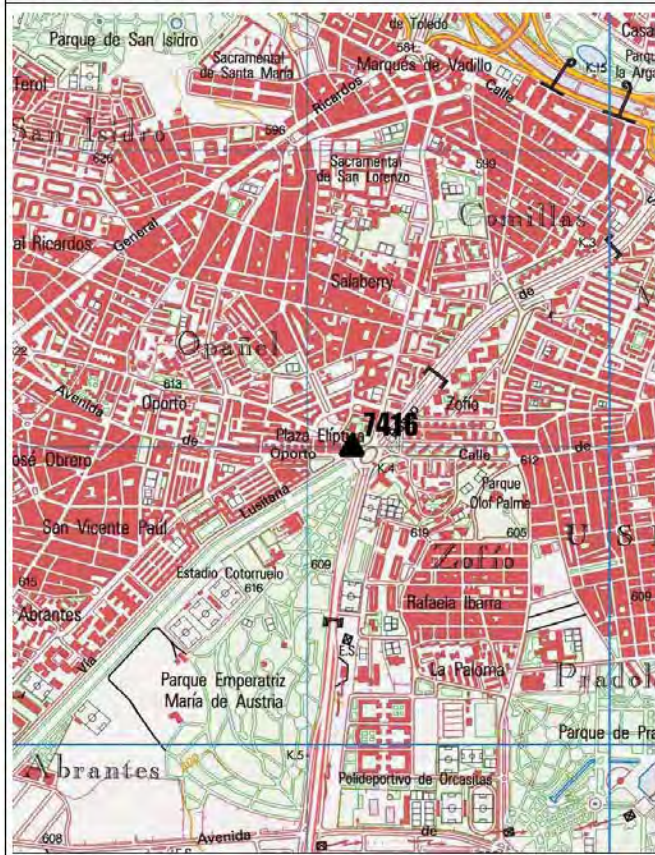 Parque de San Isidro
Sacramental
de Santa María
de Toledo
581
Marqués de Vadillo
Casa
K.15
Parqu
la Arga
Terol
Ricardos
Calle
San Isidro
596
626
Sacramental
de San Lorenzo
599
Comillas
K.3
al Ricardos
General
Salaberry
de
Opañel
22
Avenida
613
Oporto
de
Zofío
7416
Plaza Elíptica
Oporto
K.4
Calle
de
612
osé Obrero
Parque
Olof Palme
Lusitana
San Vicente Paul
619
605
U S
Zofío
609
Estadio Cotorruelo
616
615
Rafaela Ibarra
609
Abrantes
Vía
E.S.
La Paloma
Parque Emperatriz
María de Austria
Pradol
Parque de Pra
K.5
Abrantes
600
Polideportivo de Orcasitas
608
Avenida
de